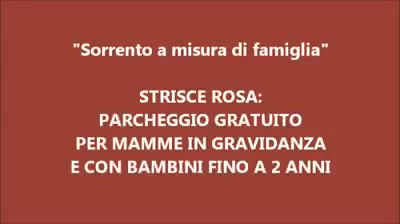 "Sorrento a misura di famiglia"
STRISCE ROSA:
PARCHEGGIO GRATUITO
PER MAMME IN GRAVIDANZA
E CON BAMBINI FINO A 2 ANNI